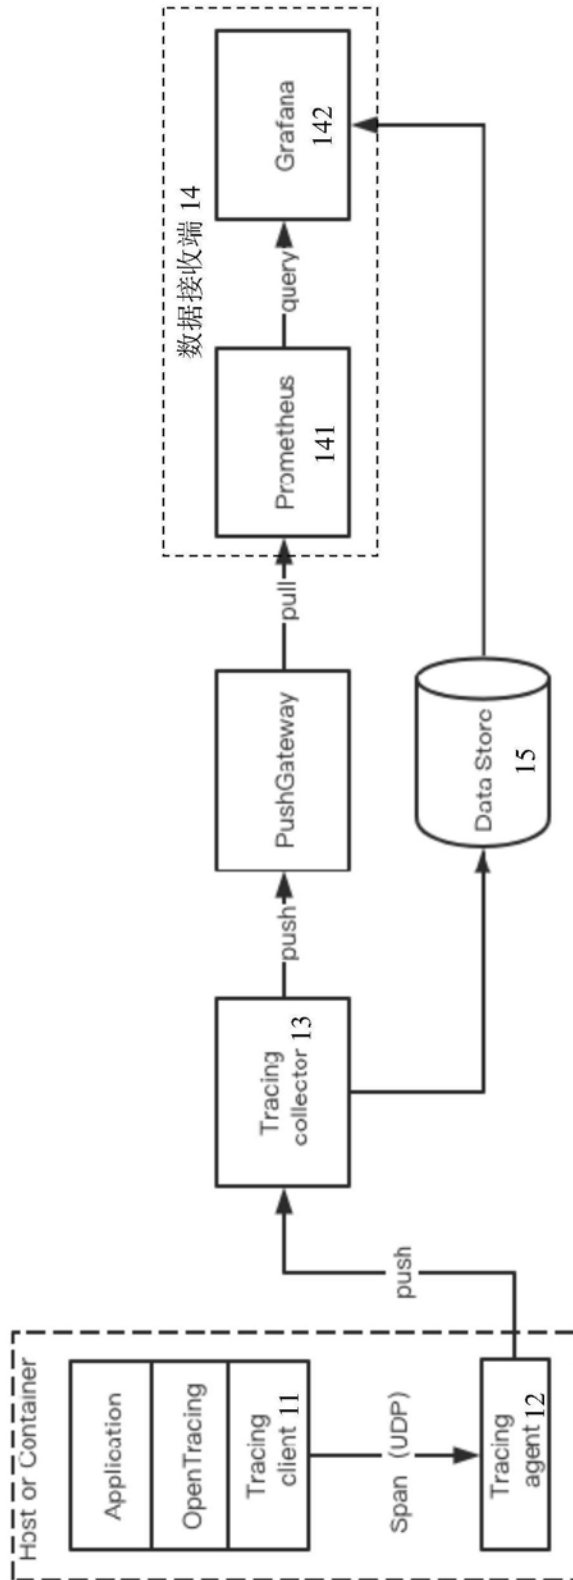 Host or Container
Application
OpenTracing
Tracing
client 11
Span (UDP)
Tracing
agent 12
push
Tracing
collector 13
push
PushGateway
pull
数据接收端 14
Prometheus
141
query
Grafana
142
Data Store
15